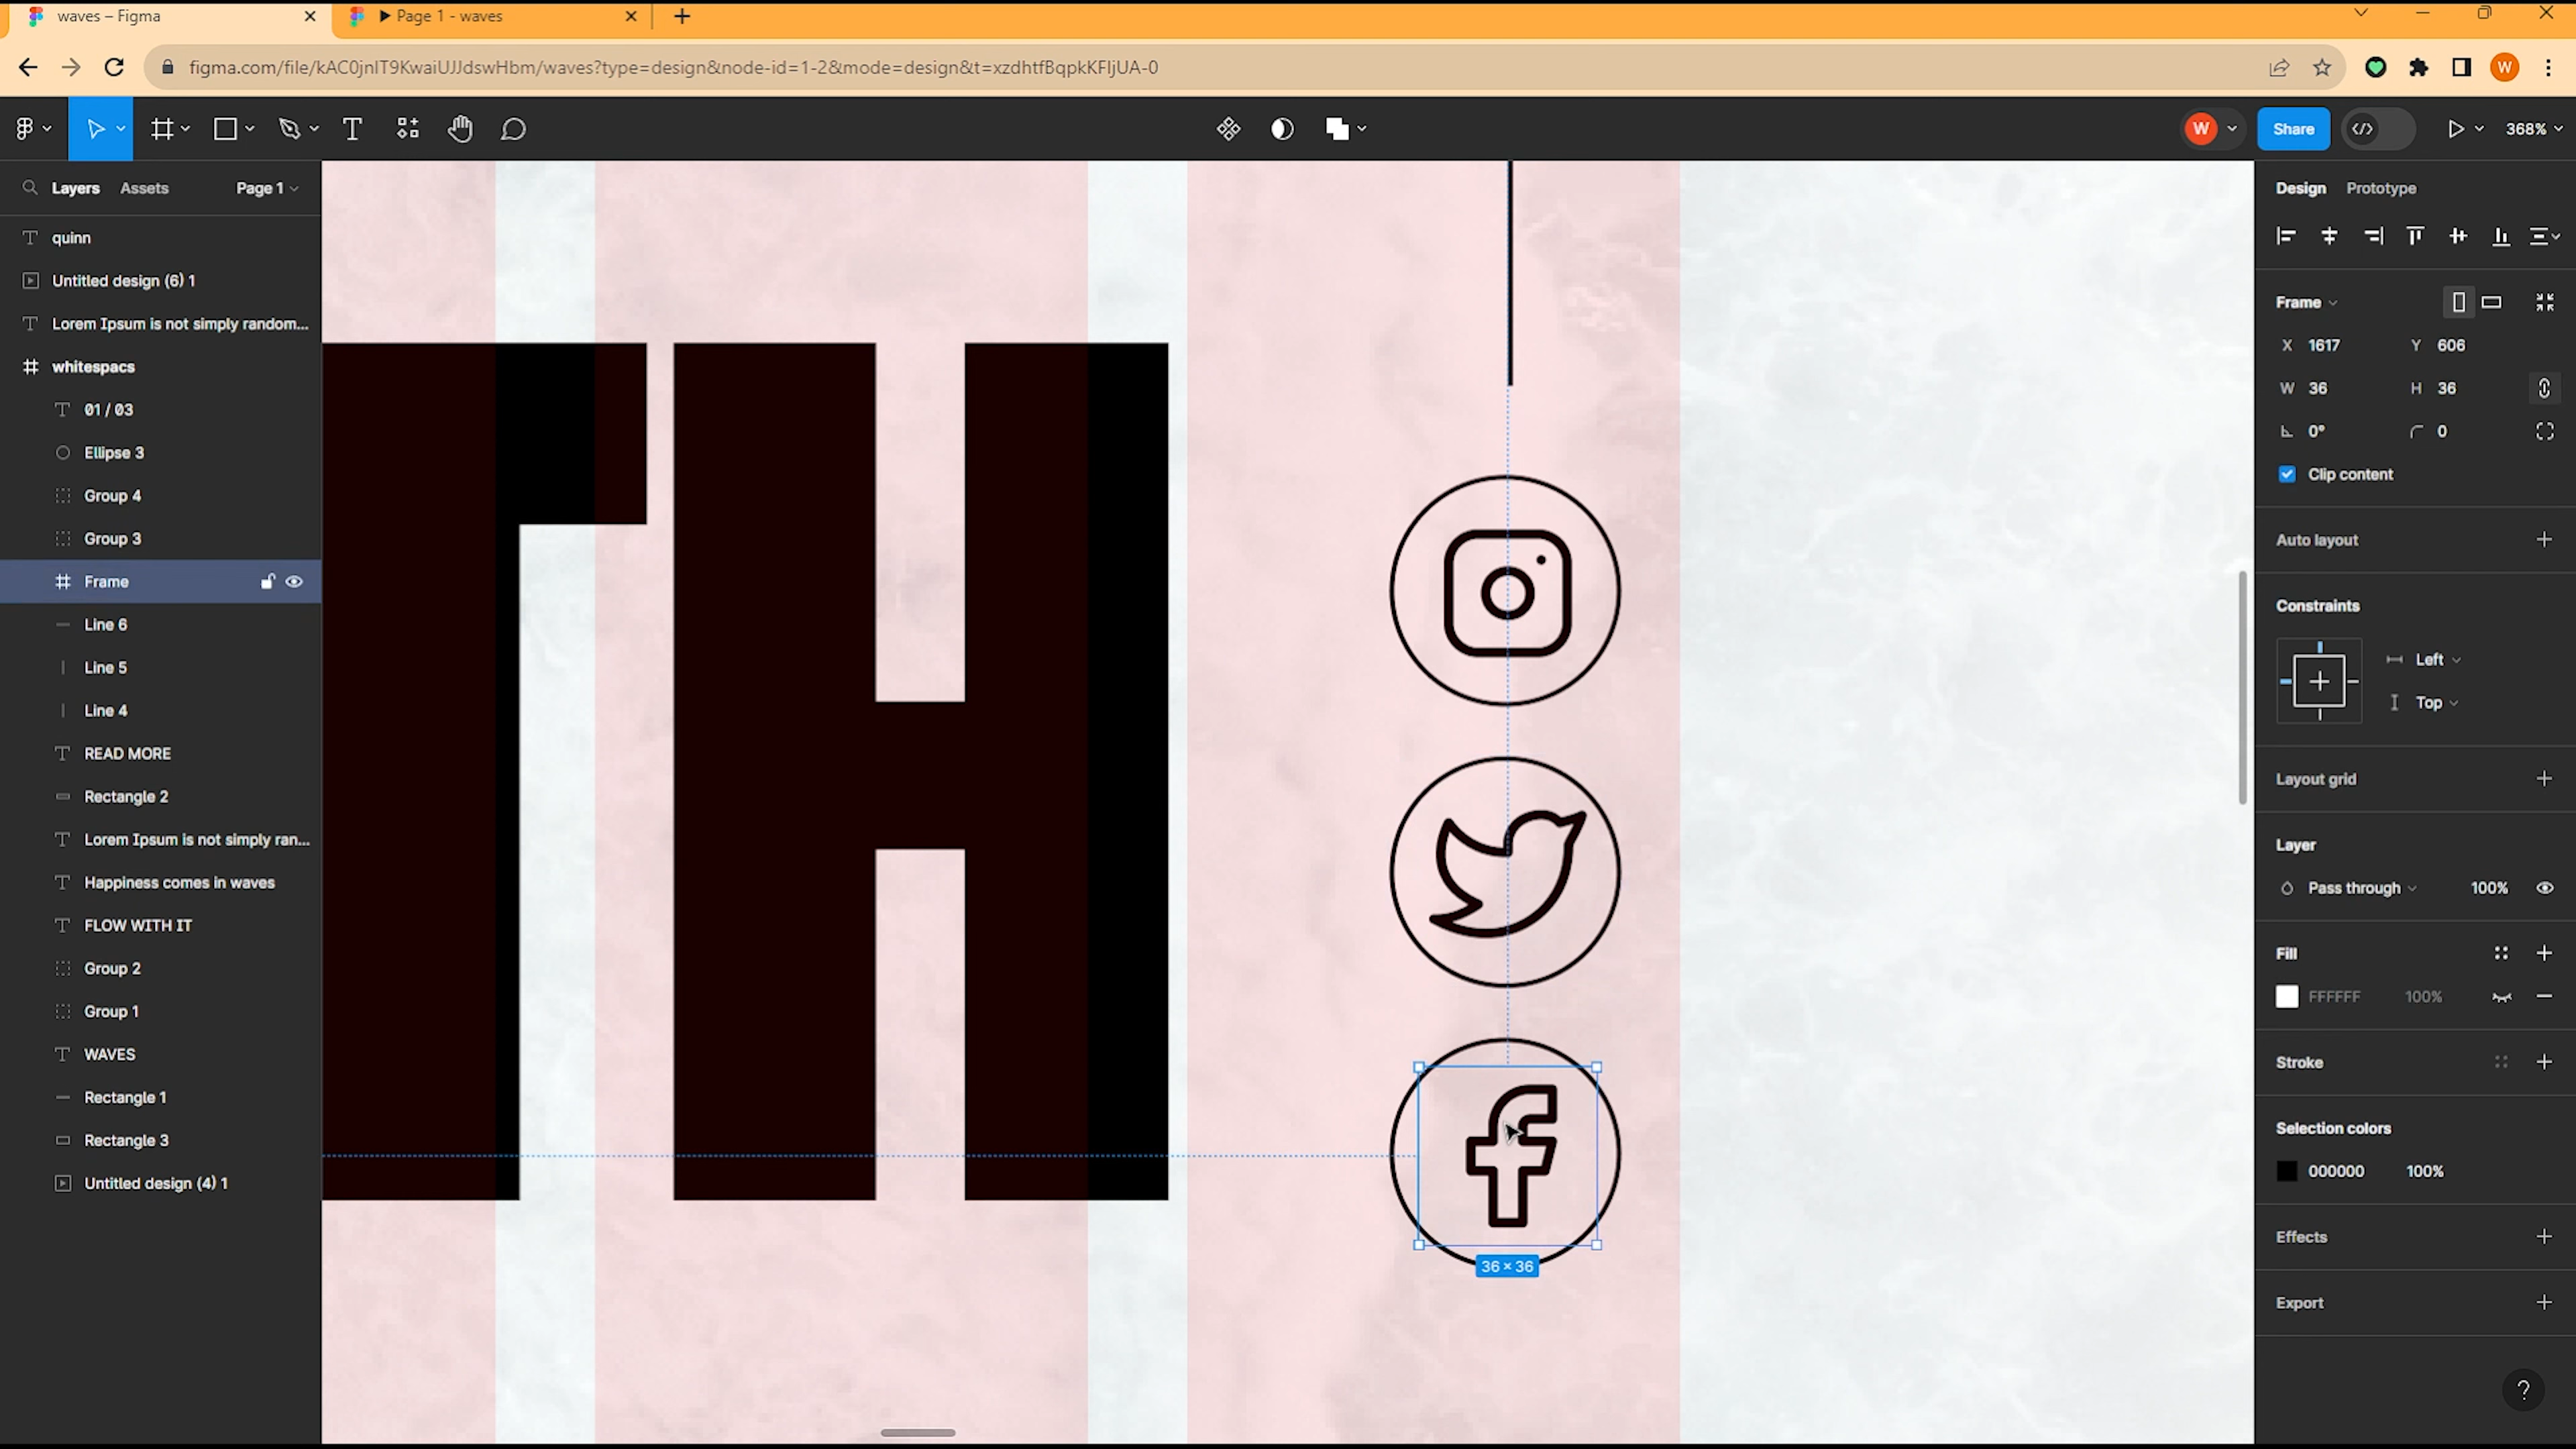 waves – Figma
Page 1 - waves
figma.com/file/kAC0jnIT9KwaiUJJdswHbm/waves?type=design&node-id=1-2&mode=design&t=xzdhtfBqpkKFIjUA-0
W
W
Share
368%
Layers
Assets
Page 1
quinn
Untitled design (6) 1
Lorem Ipsum is not simply random...
whitespacs
01 / 03
Ellipse 3
Group 4
Group 3
Frame
Line 6
Line 5
Line 4
READ MORE
Rectangle 2
Lorem Ipsum is not simply ran...
Happiness comes in waves
FLOW WITH IT
Group 2
Group 1
WAVES
Rectangle 1
Rectangle 3
Untitled design (4) 1
TH
36 × 36
Design
Prototype
Frame
X 1617
Y 606
W 36
H 36
0°
0
Clip content
Auto layout
Constraints
Left
Top
Layout grid
Layer
Pass through
100%
Fill
FFFFFF
100%
Stroke
Selection colors
000000
100%
Effects
Export
?